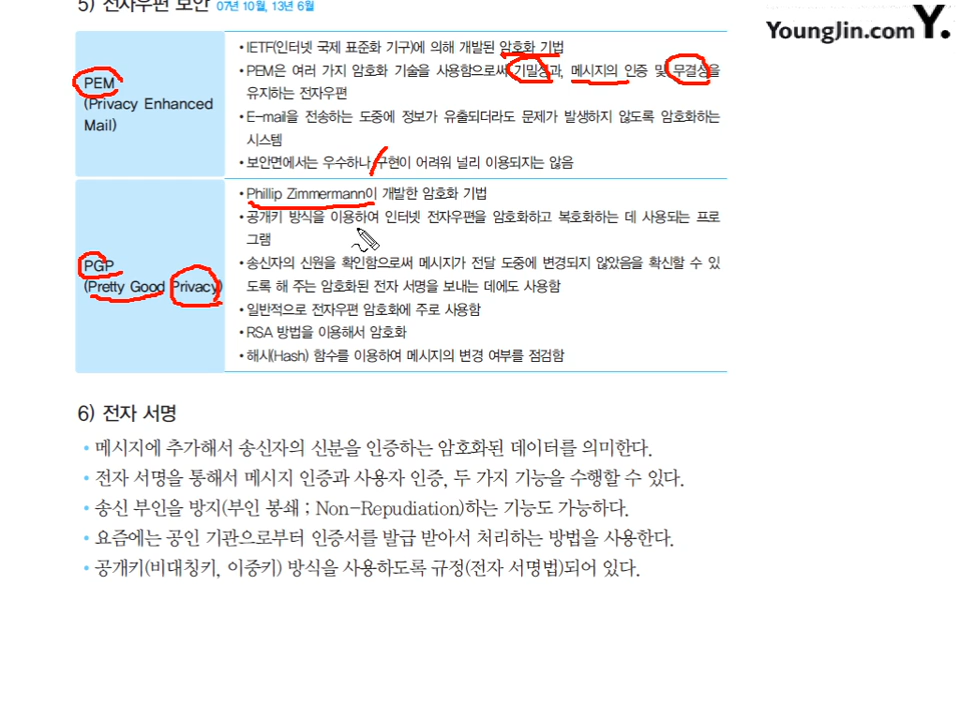 5) 전자우편 보안 07년 10월, 13년 6월
YoungJin.com Y.
PEM
(Privacy Enhanced
Mail)
• IETF(인터넷 국제 표준화 기구)에 의해 개발된 암호화 기법
• PEM은 여러 가지 암호화 기술을 사용함으로써 기밀성과, 메시지의 인증 및 무결성을
유지하는 전자우편
• E-mail을 전송하는 도중에 정보가 유출되더라도 문제가 발생하지 않도록 암호화하는
시스템
• 보안면에서는 우수하나 구현이 어려워 널리 이용되지는 않음
PGP
(Pretty Good Privacy)
• Phillip Zimmermann이 개발한 암호화 기법
• 공개키 방식을 이용하여 인터넷 전자우편을 암호화하고 복호화하는 데 사용되는 프로
그램
• 송신자의 신원을 확인함으로써 메시지가 전달 도중에 변경되지 않았음을 확신할 수 있
도록 해 주는 암호화된 전자 서명을 보내는 데에도 사용함
• 일반적으로 전자우편 암호화에 주로 사용함
• RSA 방법을 이용해서 암호화
• 해시(Hash) 함수를 이용하여 메시지의 변경 여부를 점검함
6) 전자 서명
• 메시지에 추가해서 송신자의 신분을 인증하는 암호화된 데이터를 의미한다.
• 전자 서명을 통해서 메시지 인증과 사용자 인증, 두 가지 기능을 수행할 수 있다.
• 송신 부인을 방지(부인 봉쇄 ; Non-Repudiation)하는 기능도 가능하다.
• 요즘에는 공인 기관으로부터 인증서를 발급 받아서 처리하는 방법을 사용한다.
• 공개키(비대칭키, 이중키) 방식을 사용하도록 규정(전자 서명법)되어 있다.